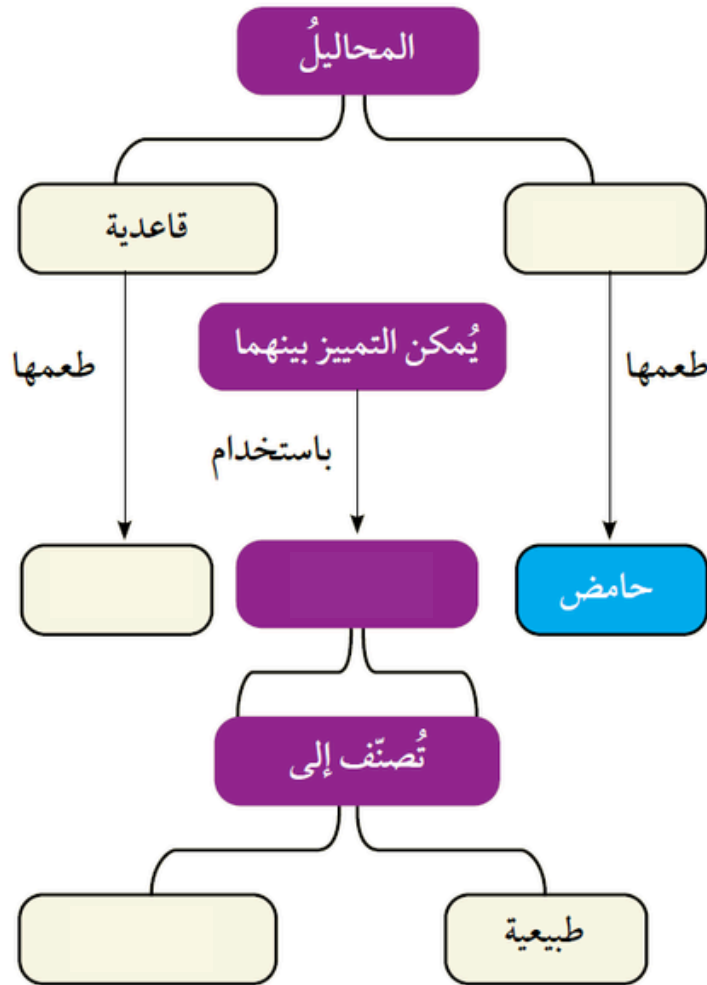 المحاليلُ
قاعدية
يُمكن التمييز بينهما
طعمها
طعمها
باستخدام
حامض
تُصنّف إلى
طبيعية